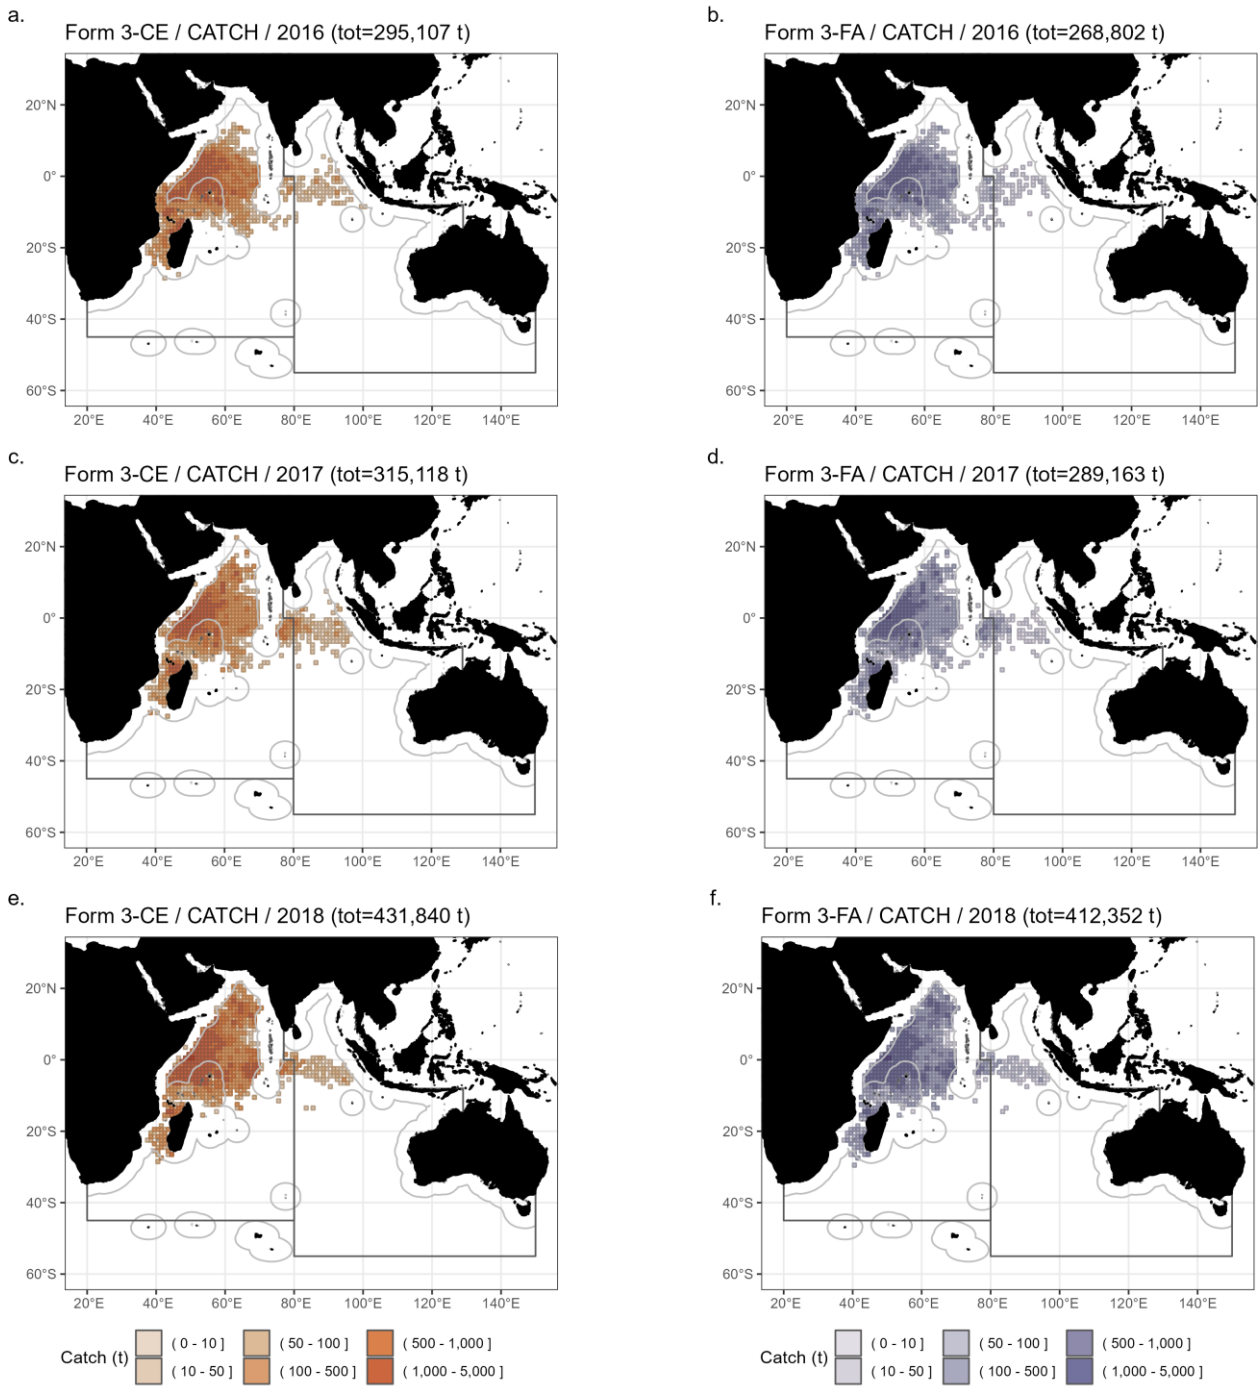 a.
Form 3-CE / CATCH / 2016 (tot=295,107 t)
20°N
0°
20°S
40°S
60°S
20°E 40°E 60°E 80°E 100°E 120°E 140°E
b.
Form 3-FA / CATCH / 2016 (tot=268,802 t)
20°N
0°
20°S
40°S
60°S
20°E 40°E 60°E 80°E 100°E 120°E 140°E
c.
Form 3-CE / CATCH / 2017 (tot=315,118 t)
20°N
0°
20°S
40°S
60°S
20°E 40°E 60°E 80°E 100°E 120°E 140°E
d.
Form 3-FA / CATCH / 2017 (tot=289,163 t)
20°N
0°
20°S
40°S
60°S
20°E 40°E 60°E 80°E 100°E 120°E 140°E
e.
Form 3-CE / CATCH / 2018 (tot=431,840 t)
20°N
0°
20°S
40°S
60°S
20°E 40°E 60°E 80°E 100°E 120°E 140°E
f.
Form 3-FA / CATCH / 2018 (tot=412,352 t)
20°N
0°
20°S
40°S
60°S
20°E 40°E 60°E 80°E 100°E 120°E 140°E
Catch (t)
( 0 - 10 ] ( 50 - 100 ] ( 500 - 1,000 ]
( 10 - 50 ] ( 100 - 500 ] ( 1,000 - 5,000 ]
Catch (t)
( 0 - 10 ] ( 50 - 100 ] ( 500 - 1,000 ]
( 10 - 50 ] ( 100 - 500 ] ( 1,000 - 5,000 ]